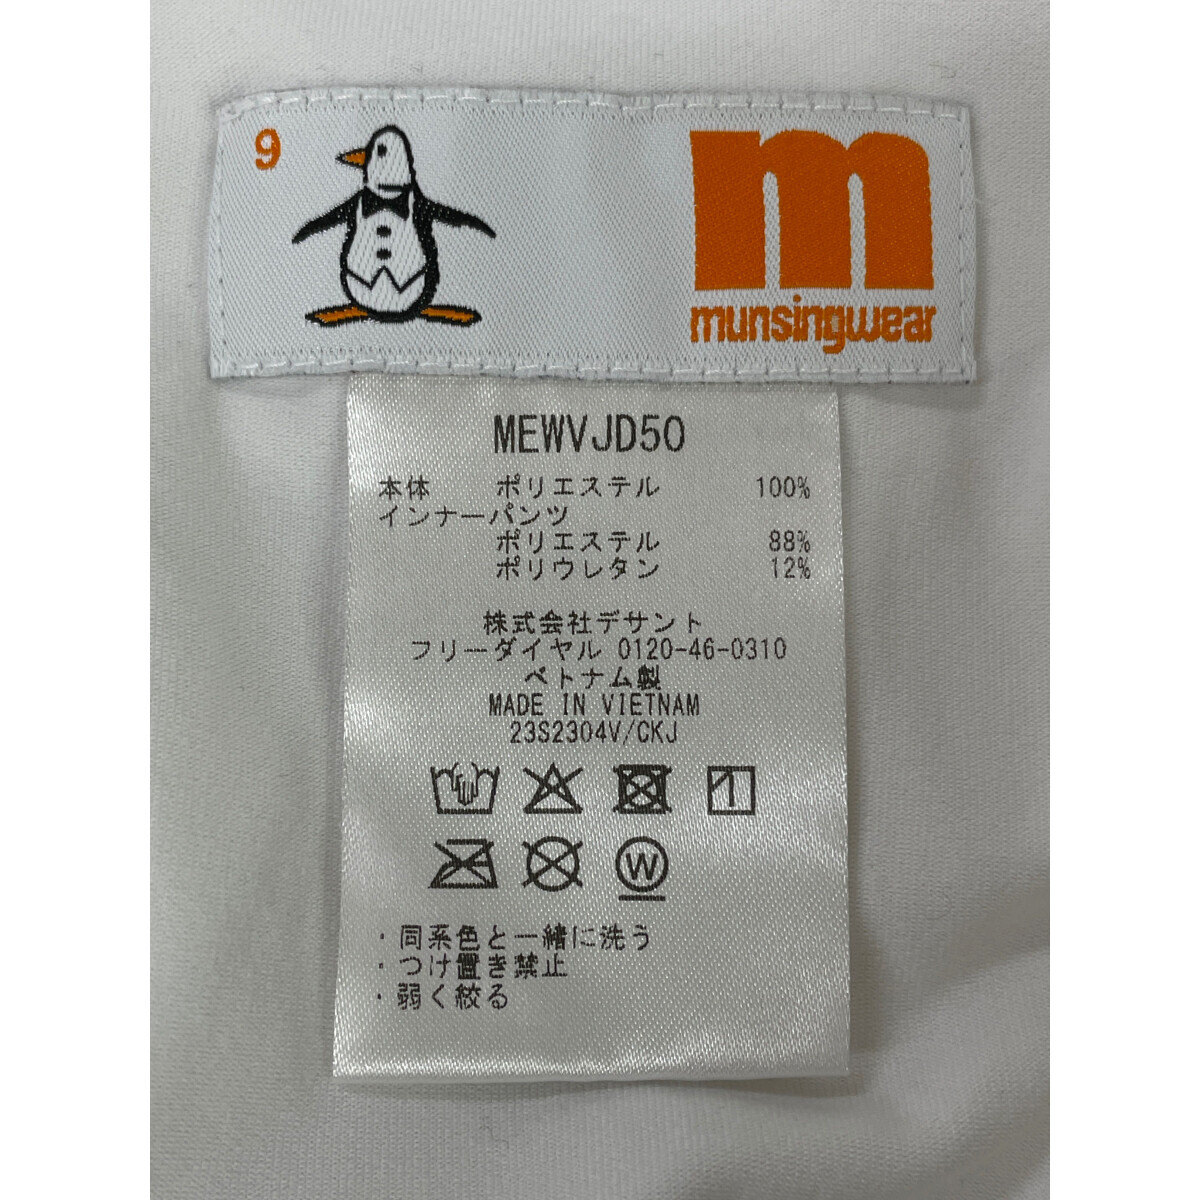 9
m
munsingwear
MEWVJD50
本体 ポリエステル 100%
インナーパンツ
ポリエステル 88%
ポリウレタン 12%
株式会社デサント
フリーダイヤル 0120-46-0310
ベトナム製
MADE IN VIETNAM
23S2304V/CKJ
W
・同系色と一緒に洗う
・つけ置き禁止
・弱く絞る